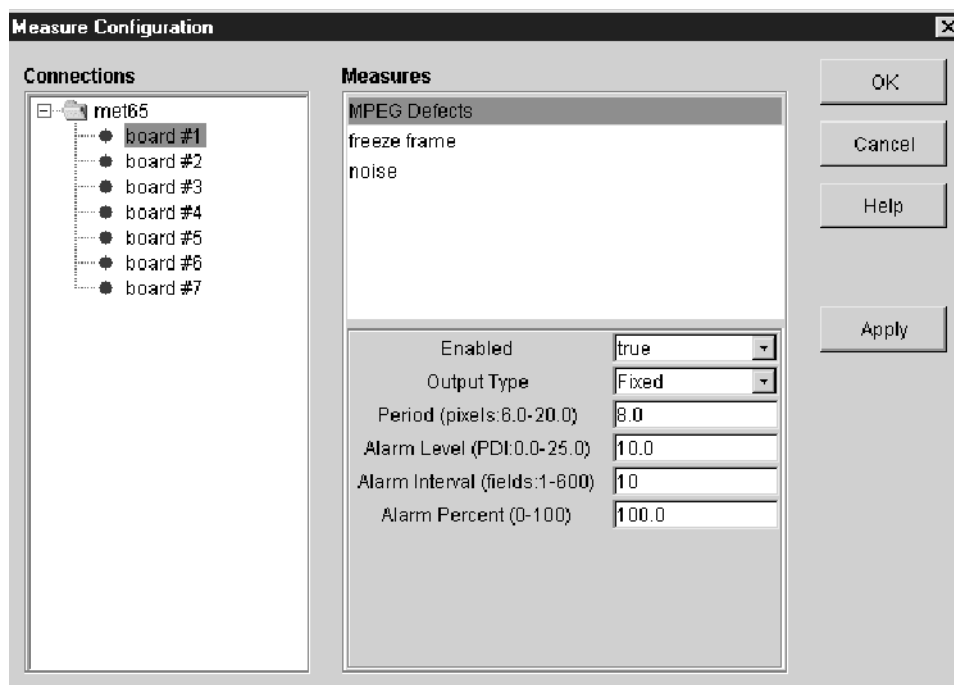 Measure Configuration
Connections
met65
board #1
board #2
board #3
board #4
board #5
board #6
board #7
Measures
MPEG Defects
freeze frame
noise
Enabled true
Output Type Fixed
Period (pixels:6.0-20.0) 8.0
Alarm Level (PDI:0.0-25.0) 10.0
Alarm Interval (fields:1-600) 10
Alarm Percent (0-100) 100.0
OK
Cancel
Help
Apply